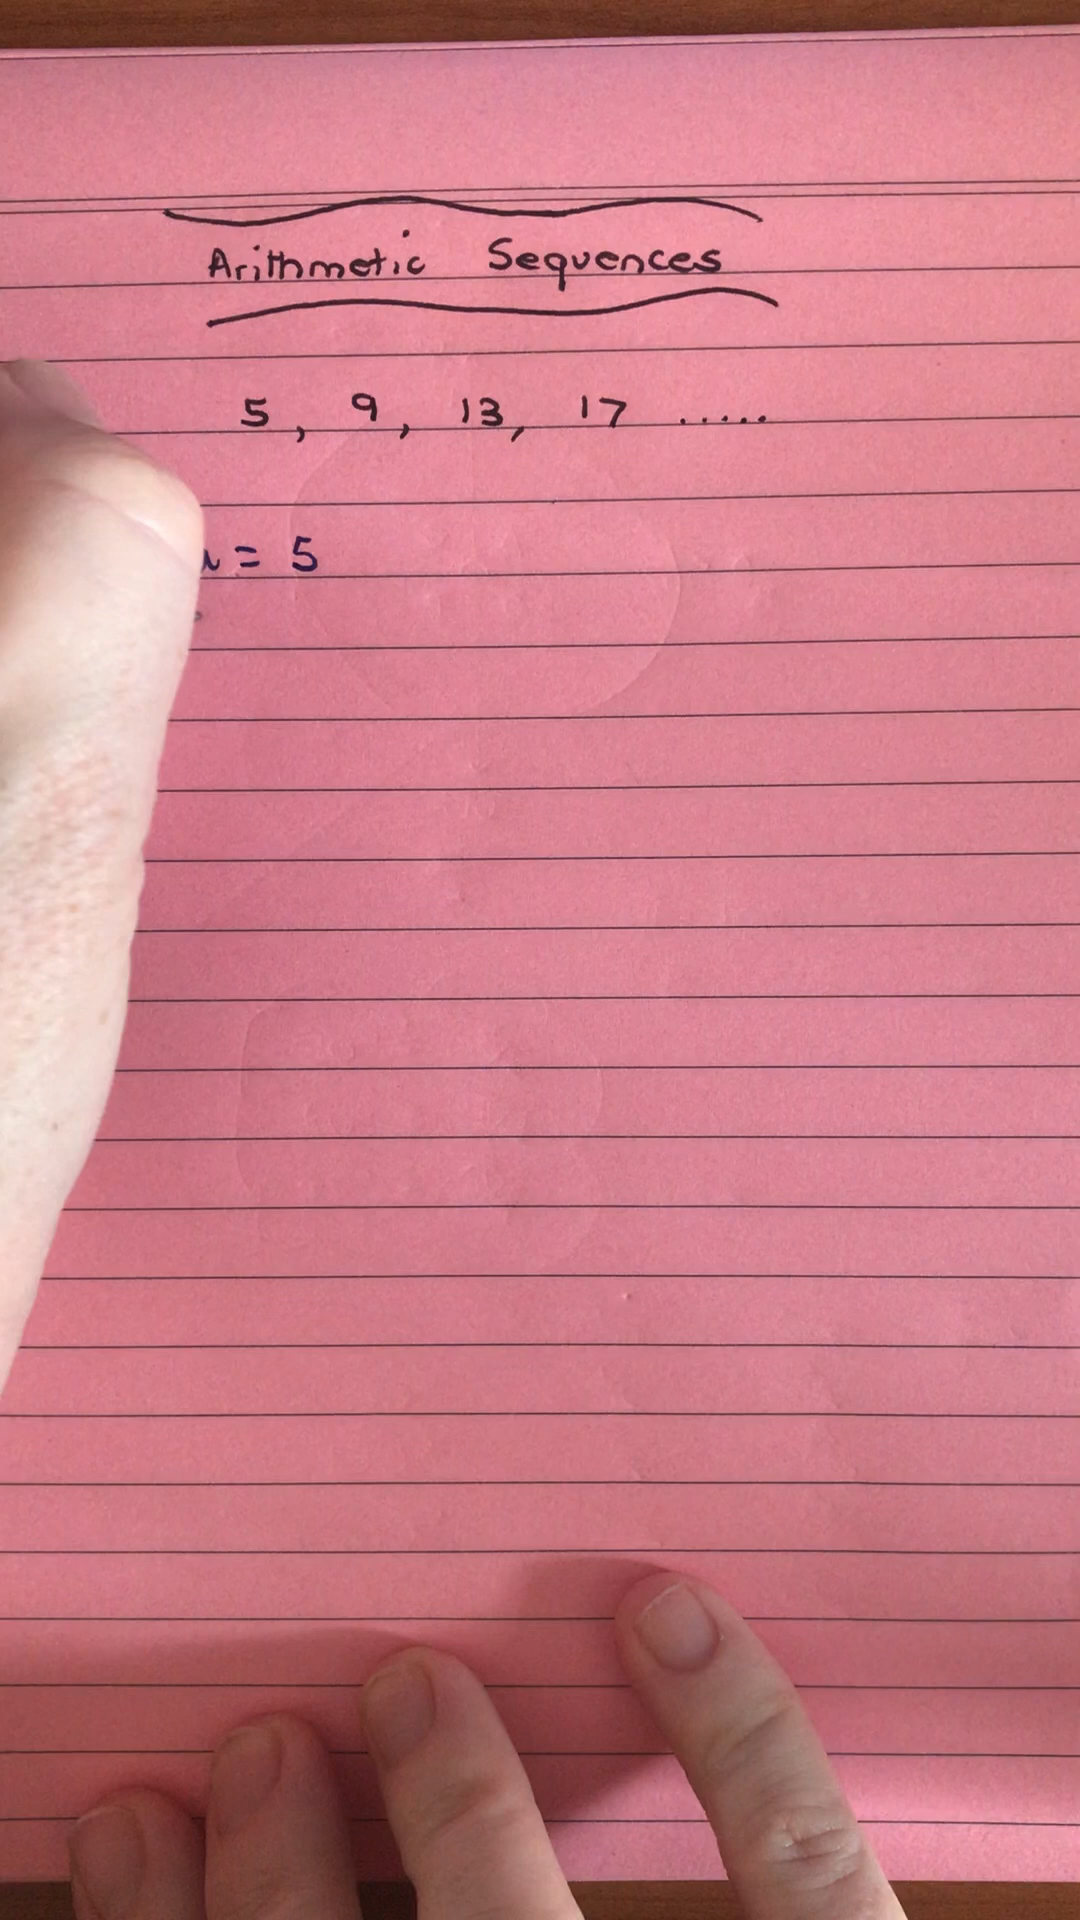 Arithmetic Sequences
5, 9, 13, 17 .....
= 5